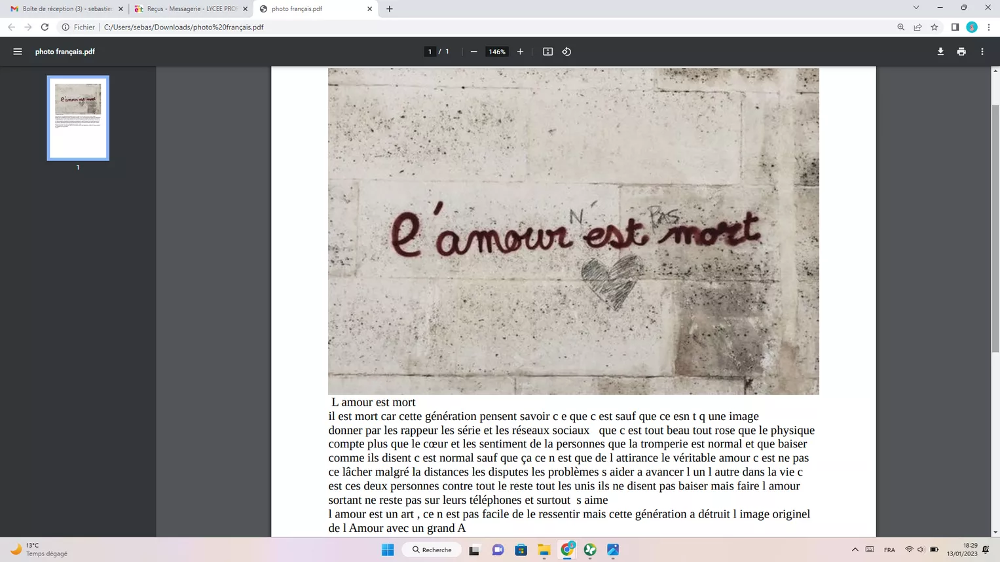 Boîte de réception (3) - sebastie
Reçus - Messagerie - LYCEE PRO
photo français.pdf
Fichier
C:/Users/sebas/Downloads/photo%20français.pdf
photo français.pdf
1 / 1
146%
1
l'amour N' est PAS mort
L amour est mort
il est mort car cette génération pensent savoir c e que c est sauf que ce esn t q une image
donner par les rappeur les série et les réseaux sociaux que c est tout beau tout rose que le physique
compte plus que le cœur et les sentiment de la personnes que la tromperie est normal et que baiser
comme ils disent c est normal sauf que ça ce n est que de l attirance le véritable amour c est ne pas
ce lâcher malgré la distances les disputes les problèmes s aider a avancer l un l autre dans la vie c
est ces deux personnes contre tout le reste tout les unis ils ne disent pas baiser mais faire l amour
sortant ne reste pas sur leurs téléphones et surtout s aime
l amour est un art , ce n est pas facile de le ressentir mais cette génération a détruit l image originel
de l Amour avec un grand A
13°C
Temps dégagé
Recherche
FRA
18:29
13/01/2023